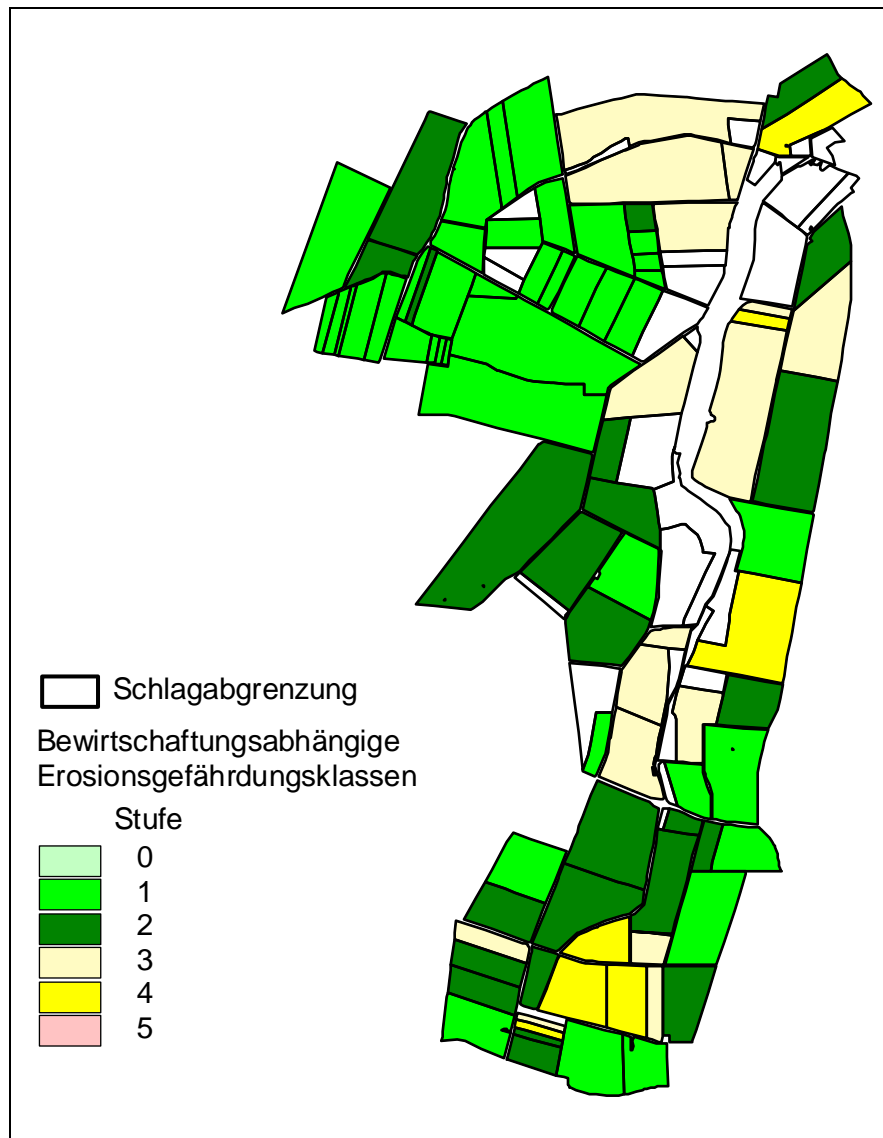 Schlagabgrenzung
Bewirtschaftungsabhängige
Erosionsgefährdungsklassen
Stufe
0
1
2
3
4
5